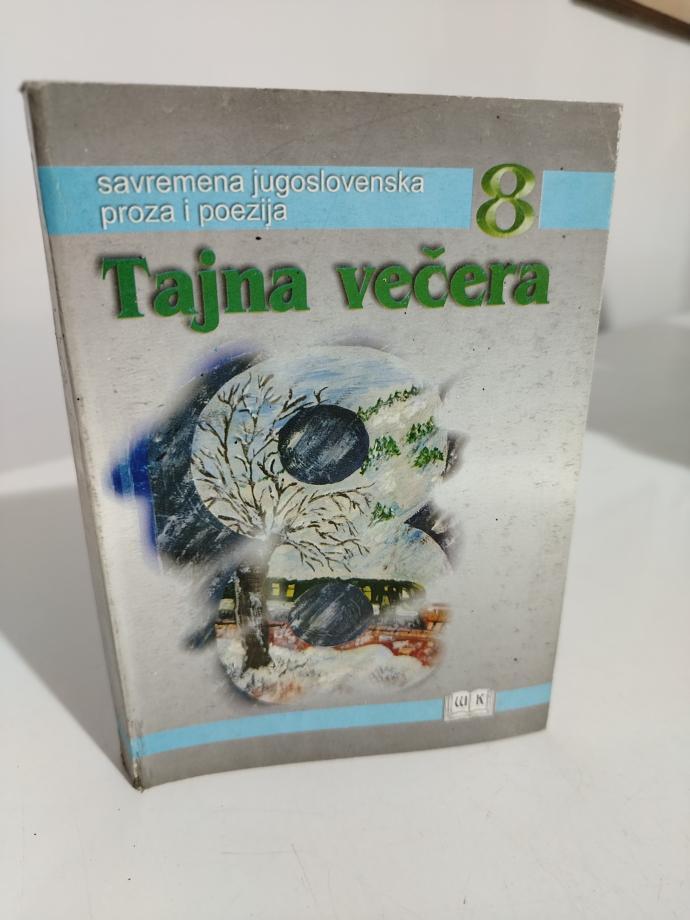 savremena jugoslovenska
proza i poezija
8
Tajna večera
Ш К